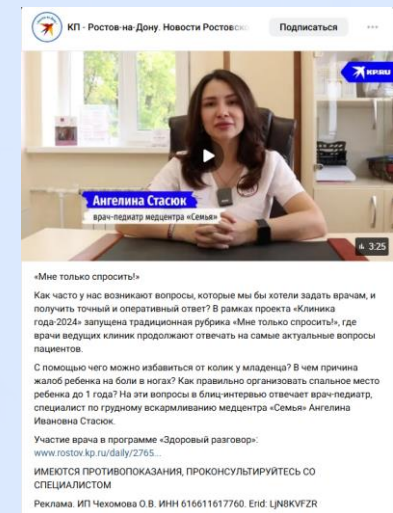 КП - Ростов-на-Дону. Новости Ростовско
Подписаться
KP.RU
Ангелина Стасюк
врач-педиатр медцентра «Семья»
3:25
«Мне только спросить!»
Как часто у нас возникают вопросы, которые мы бы хотели задать врачам, и
получить точный и оперативный ответ? В рамках проекта «Клиника
года-2024» запущена традиционная рубрика «Мне только спросить!», где
врачи ведущих клиник продолжают отвечать на самые актуальные вопросы
пациентов.
С помощью чего можно избавиться от колик у младенца? В чем причина
жалоб ребенка на боли в ногах? Как правильно организовать спальное место
ребенка до 1 года? На эти вопросы в блиц-интервью отвечает врач-педиатр,
специалист по грудному вскармливанию медцентра «Семья» Ангелина
Ивановна Стасюк.
Участие врача в программе «Здоровый разговор»:
www.rostov.kp.ru/daily/2765...
ИМЕЮТСЯ ПРОТИВОПОКАЗАНИЯ, ПРОКОНСУЛЬТИРУЙТЕСЬ СО
СПЕЦИАЛИСТОМ
Реклама. ИП Чехомова О.В. ИНН 616611617760. Erid: LjN8KVFZR